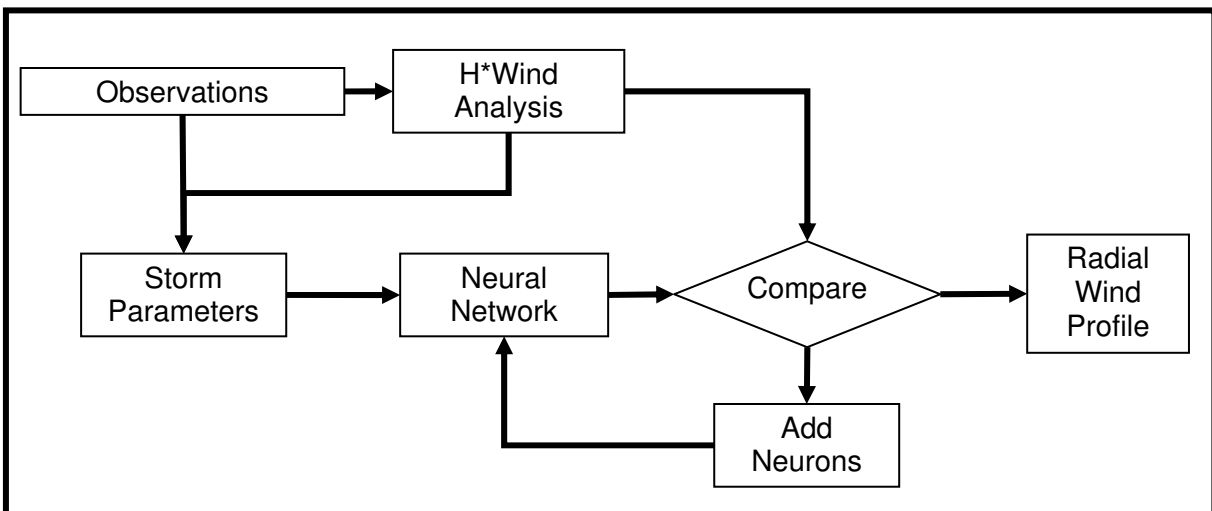 Observations
H*Wind
Analysis
Storm
Parameters
Neural
Network
Compare
Radial
Wind
Profile
Add
Neurons